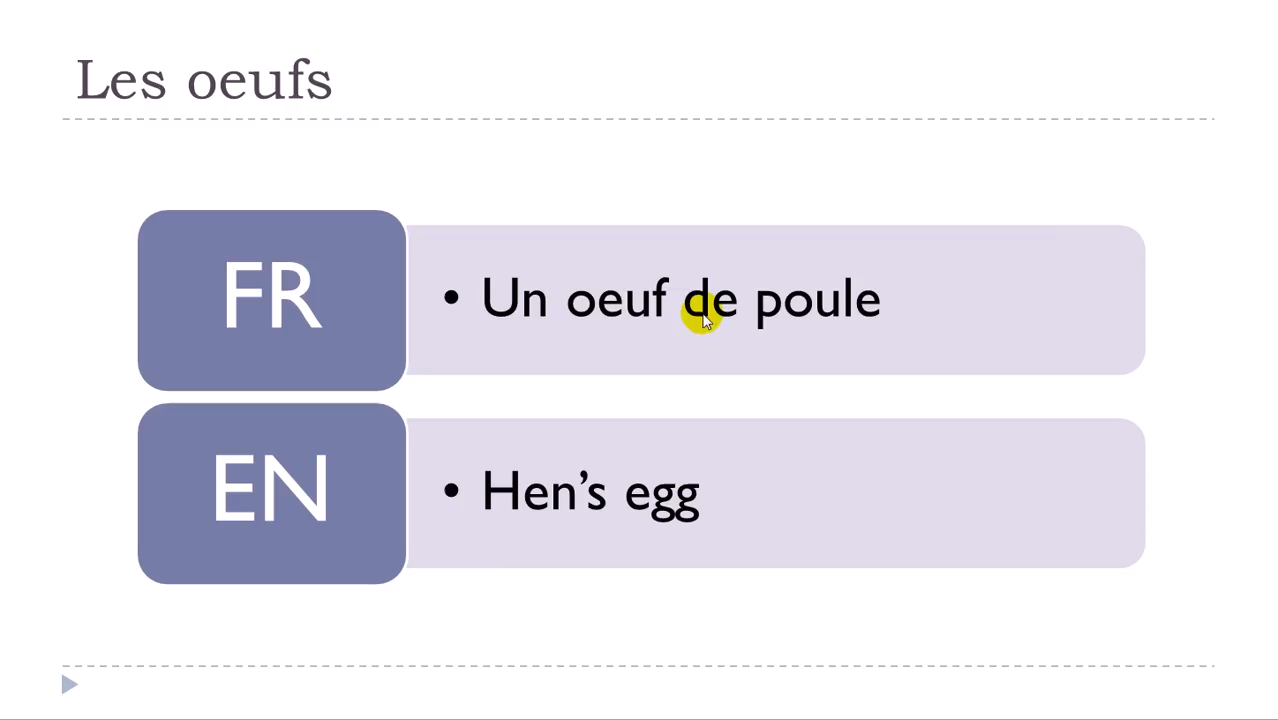 Les oeufs
FR
• Un oeuf de poule
EN
• Hen’s egg